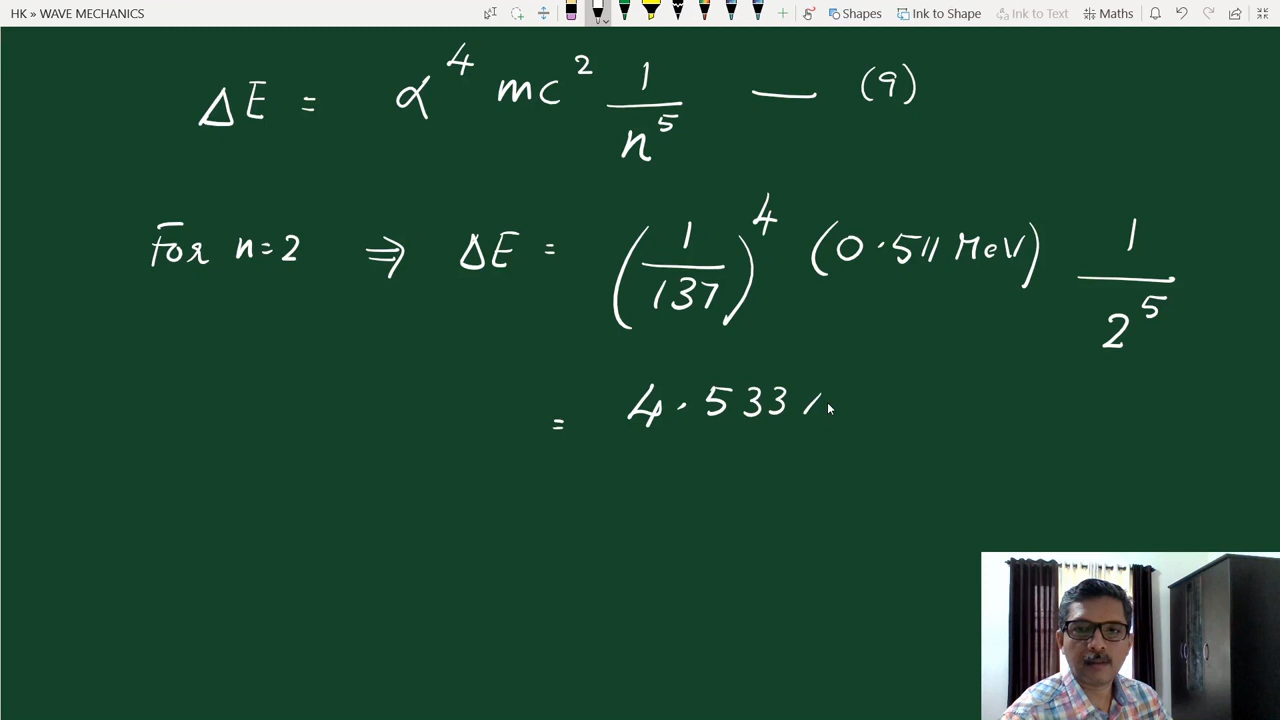 HK » WAVE MECHANICS Shapes Ink to Shape Ink to Text Maths
ΔE = α⁴ mc² 1/n⁵ — (9)
For n=2 ⇒ ΔE = (1/137)⁴ (0.511 MeV) 1/2⁵
= 4.533